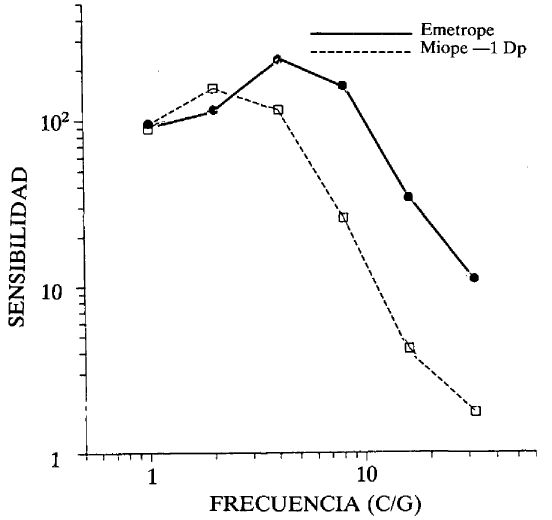 Emetrope
Miope —1 Dp
10²
10
1
SENSIBILIDAD
1
10
FRECUENCIA (C/G)